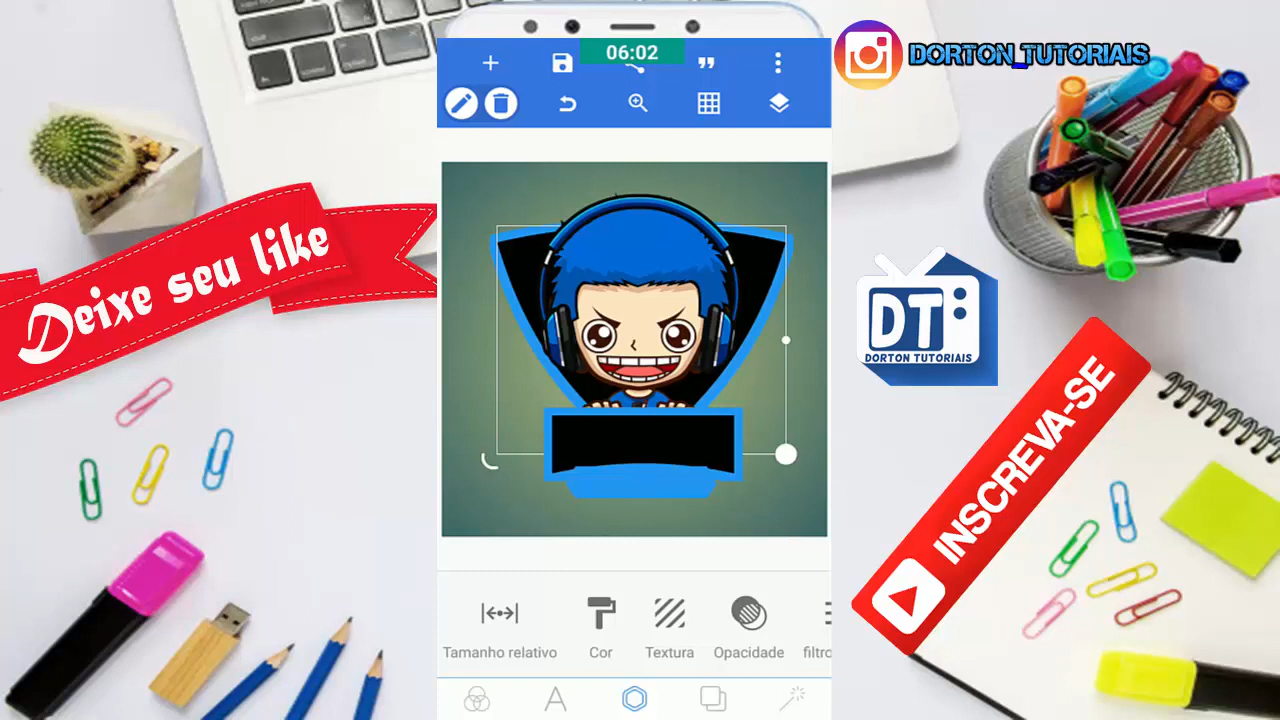 06:02
DORTON_TUTORIAIS
Deixe seu like
DT
DORTON TUTORIAIS
INSCREVA-SE
Tamanho relativo
Cor
Textura
Opacidade
filtro